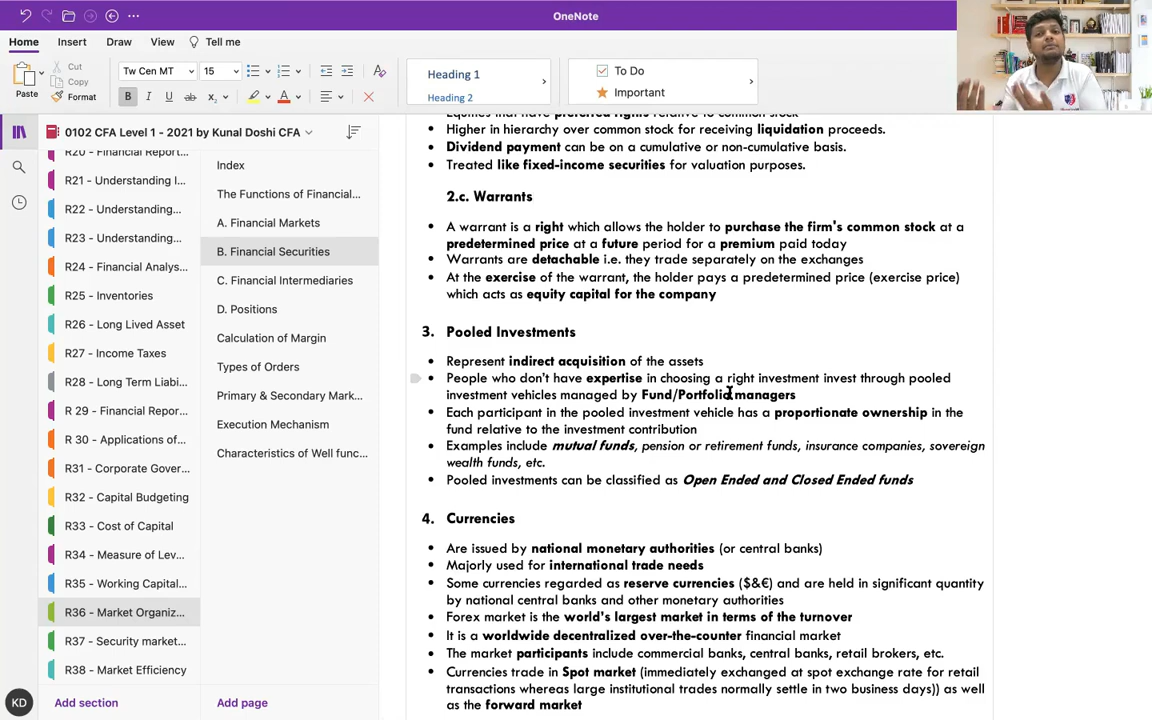 OneNote
Home Insert Draw View Tell me
Paste
Cut
Copy
Format
Tw Cen MT 15
B I U ab X₂ A
Heading 1
Heading 2
To Do
Important
0102 CFA Level 1 - 2021 by Kunal Doshi CFA
R20 - Financial Report...
R21 - Understanding I...
R22 - Understanding...
R23 - Understanding...
R24 - Financial Analys...
R25 - Inventories
R26 - Long Lived Asset
R27 - Income Taxes
R28 - Long Term Liabi...
R 29 - Financial Repor...
R 30 - Applications of...
R31 - Corporate Gover...
R32 - Capital Budgeting
R33 - Cost of Capital
R34 - Measure of Lev...
R35 - Working Capital...
R36 - Market Organiz...
R37 - Security market...
R38 - Market Efficiency
KD
Add section
Index
The Functions of Financial...
A. Financial Markets
B. Financial Securities
C. Financial Intermediaries
D. Positions
Calculation of Margin
Types of Orders
Primary & Secondary Mark...
Execution Mechanism
Characteristics of Well func...
Add page
Equities that have preferred rights relative to common stock
• Higher in hierarchy over common stock for receiving liquidation proceeds.
• Dividend payment can be on a cumulative or non-cumulative basis.
• Treated like fixed-income securities for valuation purposes.
2.c. Warrants
• A warrant is a right which allows the holder to purchase the firm's common stock at a
predetermined price at a future period for a premium paid today
• Warrants are detachable i.e. they trade separately on the exchanges
• At the exercise of the warrant, the holder pays a predetermined price (exercise price)
which acts as equity capital for the company
3. Pooled Investments
• Represent indirect acquisition of the assets
• People who don't have expertise in choosing a right investment invest through pooled
investment vehicles managed by Fund/Portfolio managers
• Each participant in the pooled investment vehicle has a proportionate ownership in the
fund relative to the investment contribution
• Examples include mutual funds, pension or retirement funds, insurance companies, sovereign
wealth funds, etc.
• Pooled investments can be classified as Open Ended and Closed Ended funds
4. Currencies
• Are issued by national monetary authorities (or central banks)
• Majorly used for international trade needs
• Some currencies regarded as reserve currencies ($&€) and are held in significant quantity
by national central banks and other monetary authorities
• Forex market is the world's largest market in terms of the turnover
• It is a worldwide decentralized over-the-counter financial market
• The market participants include commercial banks, central banks, retail brokers, etc.
• Currencies trade in Spot market (immediately exchanged at spot exchange rate for retail
transactions whereas large institutional trades normally settle in two business days)) as well
as the forward market